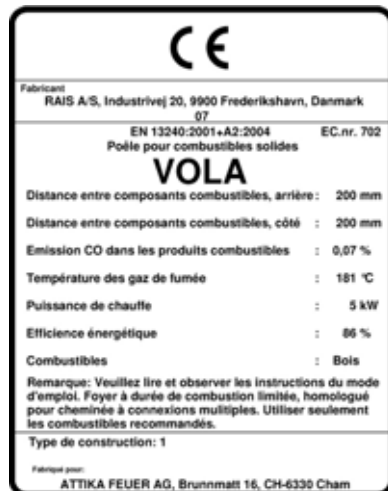 CE
Fabricant
RAIS A/S, Industrivej 20, 9900 Frederikshavn, Danmark
07
EN 13240:2001+A2:2004 EC.nr. 702
Poêle pour combustibles solides
VOLA
Distance entre composants combustibles, arrière : 200 mm
Distance entre composants combustibles, côté : 200 mm
Emission CO dans les produits combustibles : 0,07 %
Température des gaz de fumée : 181 °C
Puissance de chauffe : 5 kW
Efficience énergétique : 86 %
Combustibles : Bois
Remarque: Veuillez lire et observer les instructions du mode
d'emploi. Foyer à durée de combustion limitée, homologué
pour cheminée à connexions mulitiples. Utiliser seulement
les combustibles recommandés.
Type de construction: 1
Fabriqué pour:
ATTIKA FEUER AG, Brunnmatt 16, CH-6330 Cham